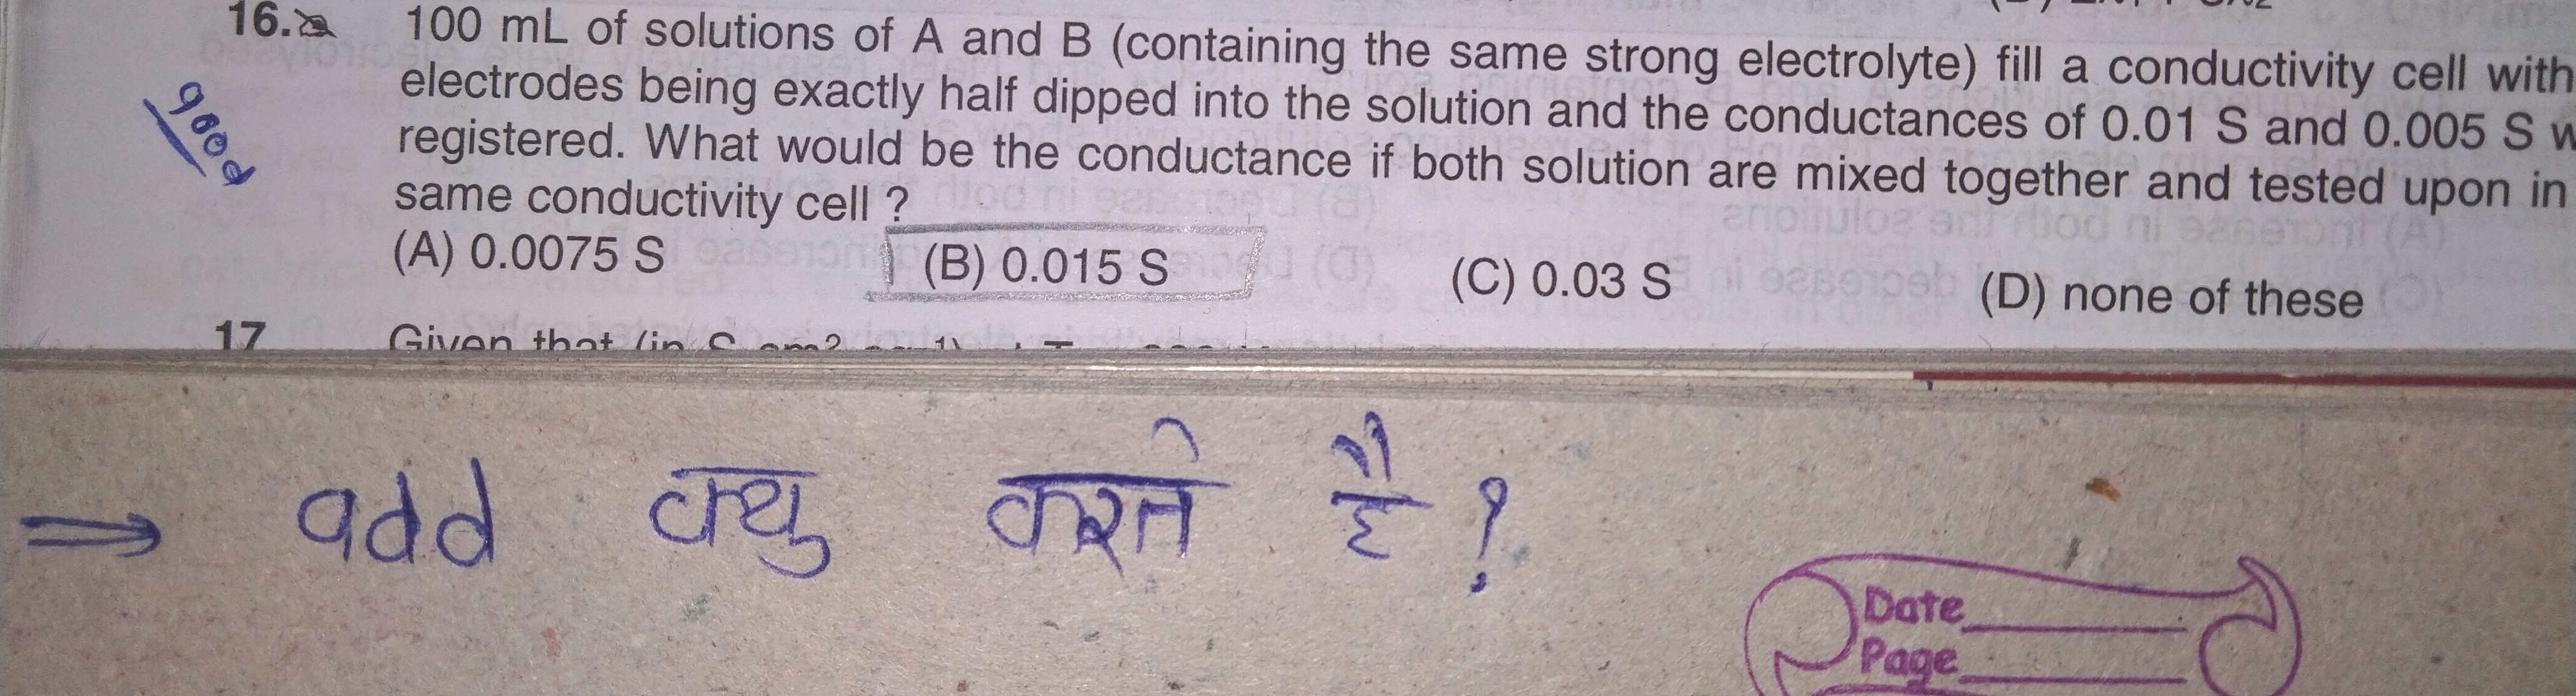 16. 100 mL of solutions of A and B (containing the same strong electrolyte) fill a conductivity cell with
electrodes being exactly half dipped into the solution and the conductances of 0.01 S and 0.005 S w
registered. What would be the conductance if both solution are mixed together and tested upon in
same conductivity cell ?
good
(A) 0.0075 S (B) 0.015 S (C) 0.03 S (D) none of these
17 Given that (in S
⇒ add क्यु करते है ?
Date
Page